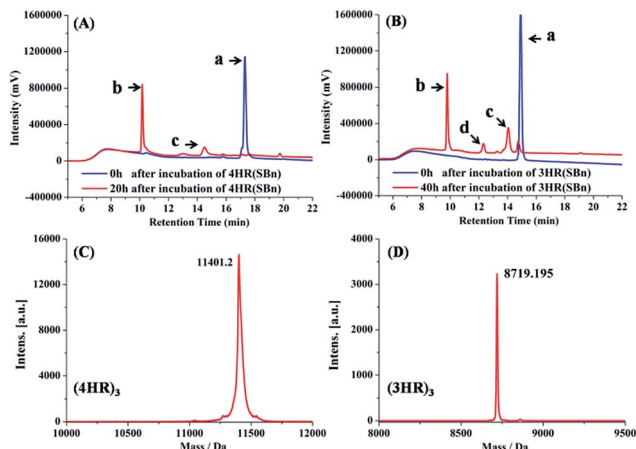 (A)
1600000
1200000
800000
400000
0
-400000
Intensity (mV)
a
b
c
0h after incubation of 4HR(SBn)
20h after incubation of 4HR(SBn)
6 8 10 12 14 16 18 20 22
Retention Time (min)
(B)
1600000
1200000
800000
400000
0
-400000
Intensity (mV)
a
b
c
d
0h after incubation of 3HR(SBn)
40h after incubation of 3HR(SBn)
6 8 10 12 14 16 18 20 22
Retention Time (min)
(C)
16000
12000
8000
4000
0
Intens. [a.u.]
11401.2
(4HR)3
10000 10500 11000 11500 12000
Mass / Da
(D)
4000
3000
2000
1000
0
Intens. [a.u.]
8719.195
(3HR)3
8000 8500 9000 9500
Mass / Da